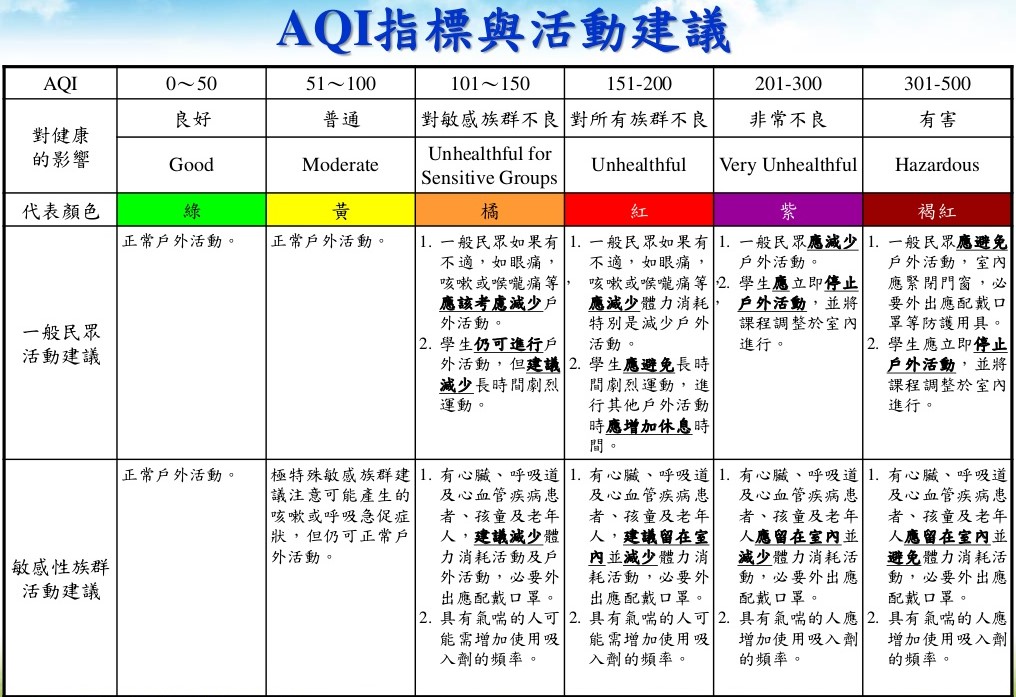 AQI指標與活動建議
AQI
0～50
51～100
101～150
151-200
201-300
301-500
對健康
的影響
良好
普通
對敏感族群不良
對所有族群不良
非常不良
有害
Good
Moderate
Unhealthful for
Sensitive Groups
Unhealthful
Very Unhealthful
Hazardous
代表顏色
綠
黃
橘
紅
紫
褐紅
一般民眾
活動建議
正常戶外活動。
正常戶外活動。
1. 一般民眾如果有
不適，如眼痛，
咳嗽或喉嚨痛等，
應該考慮減少戶
外活動。
2. 學生仍可進行戶
外活動，但建議
減少長時間劇烈
運動。
1. 一般民眾如果有
不適，如眼痛，
咳嗽或喉嚨痛等，
應減少體力消耗，
特別是減少戶外
活動。
2. 學生應避免長時
間劇烈運動，進
行其他戶外活動
時應增加休息時
間。
1. 一般民眾應減少
戶外活動。
2. 學生應立即停止
戶外活動，並將
課程調整於室內
進行。
1. 一般民眾應避免
戶外活動，室內
應緊閉門窗，必
要外出應配戴口
罩等防護用具。
2. 學生應立即停止
戶外活動，並將
課程調整於室內
進行。
敏感性族群
活動建議
正常戶外活動。
極特殊敏感族群建
議注意可能產生的
咳嗽或呼吸急促症
狀，但仍可正常戶
外活動。
1. 有心臟、呼吸道
及心血管疾病患
者、孩童及老年
人，建議減少體
力消耗活動及戶
外活動，必要外
出應配戴口罩。
2. 具有氣喘的人可
能需增加使用吸
入劑的頻率。
1. 有心臟、呼吸道
及心血管疾病患
者、孩童及老年
人，建議留在室
內並減少體力消
耗活動，必要外
出應配戴口罩。
2. 具有氣喘的人可
能需增加使用吸
入劑的頻率。
1. 有心臟、呼吸道
及心血管疾病患
者、孩童及老年
人應留在室內並
減少體力消耗活
動，必要外出應
配戴口罩。
2. 具有氣喘的人應
增加使用吸入劑
的頻率。
1. 有心臟、呼吸道
及心血管疾病患
者、孩童及老年
人應留在室內並
避免體力消耗活
動，必要外出應
配戴口罩。
2. 具有氣喘的人應
增加使用吸入劑
的頻率。